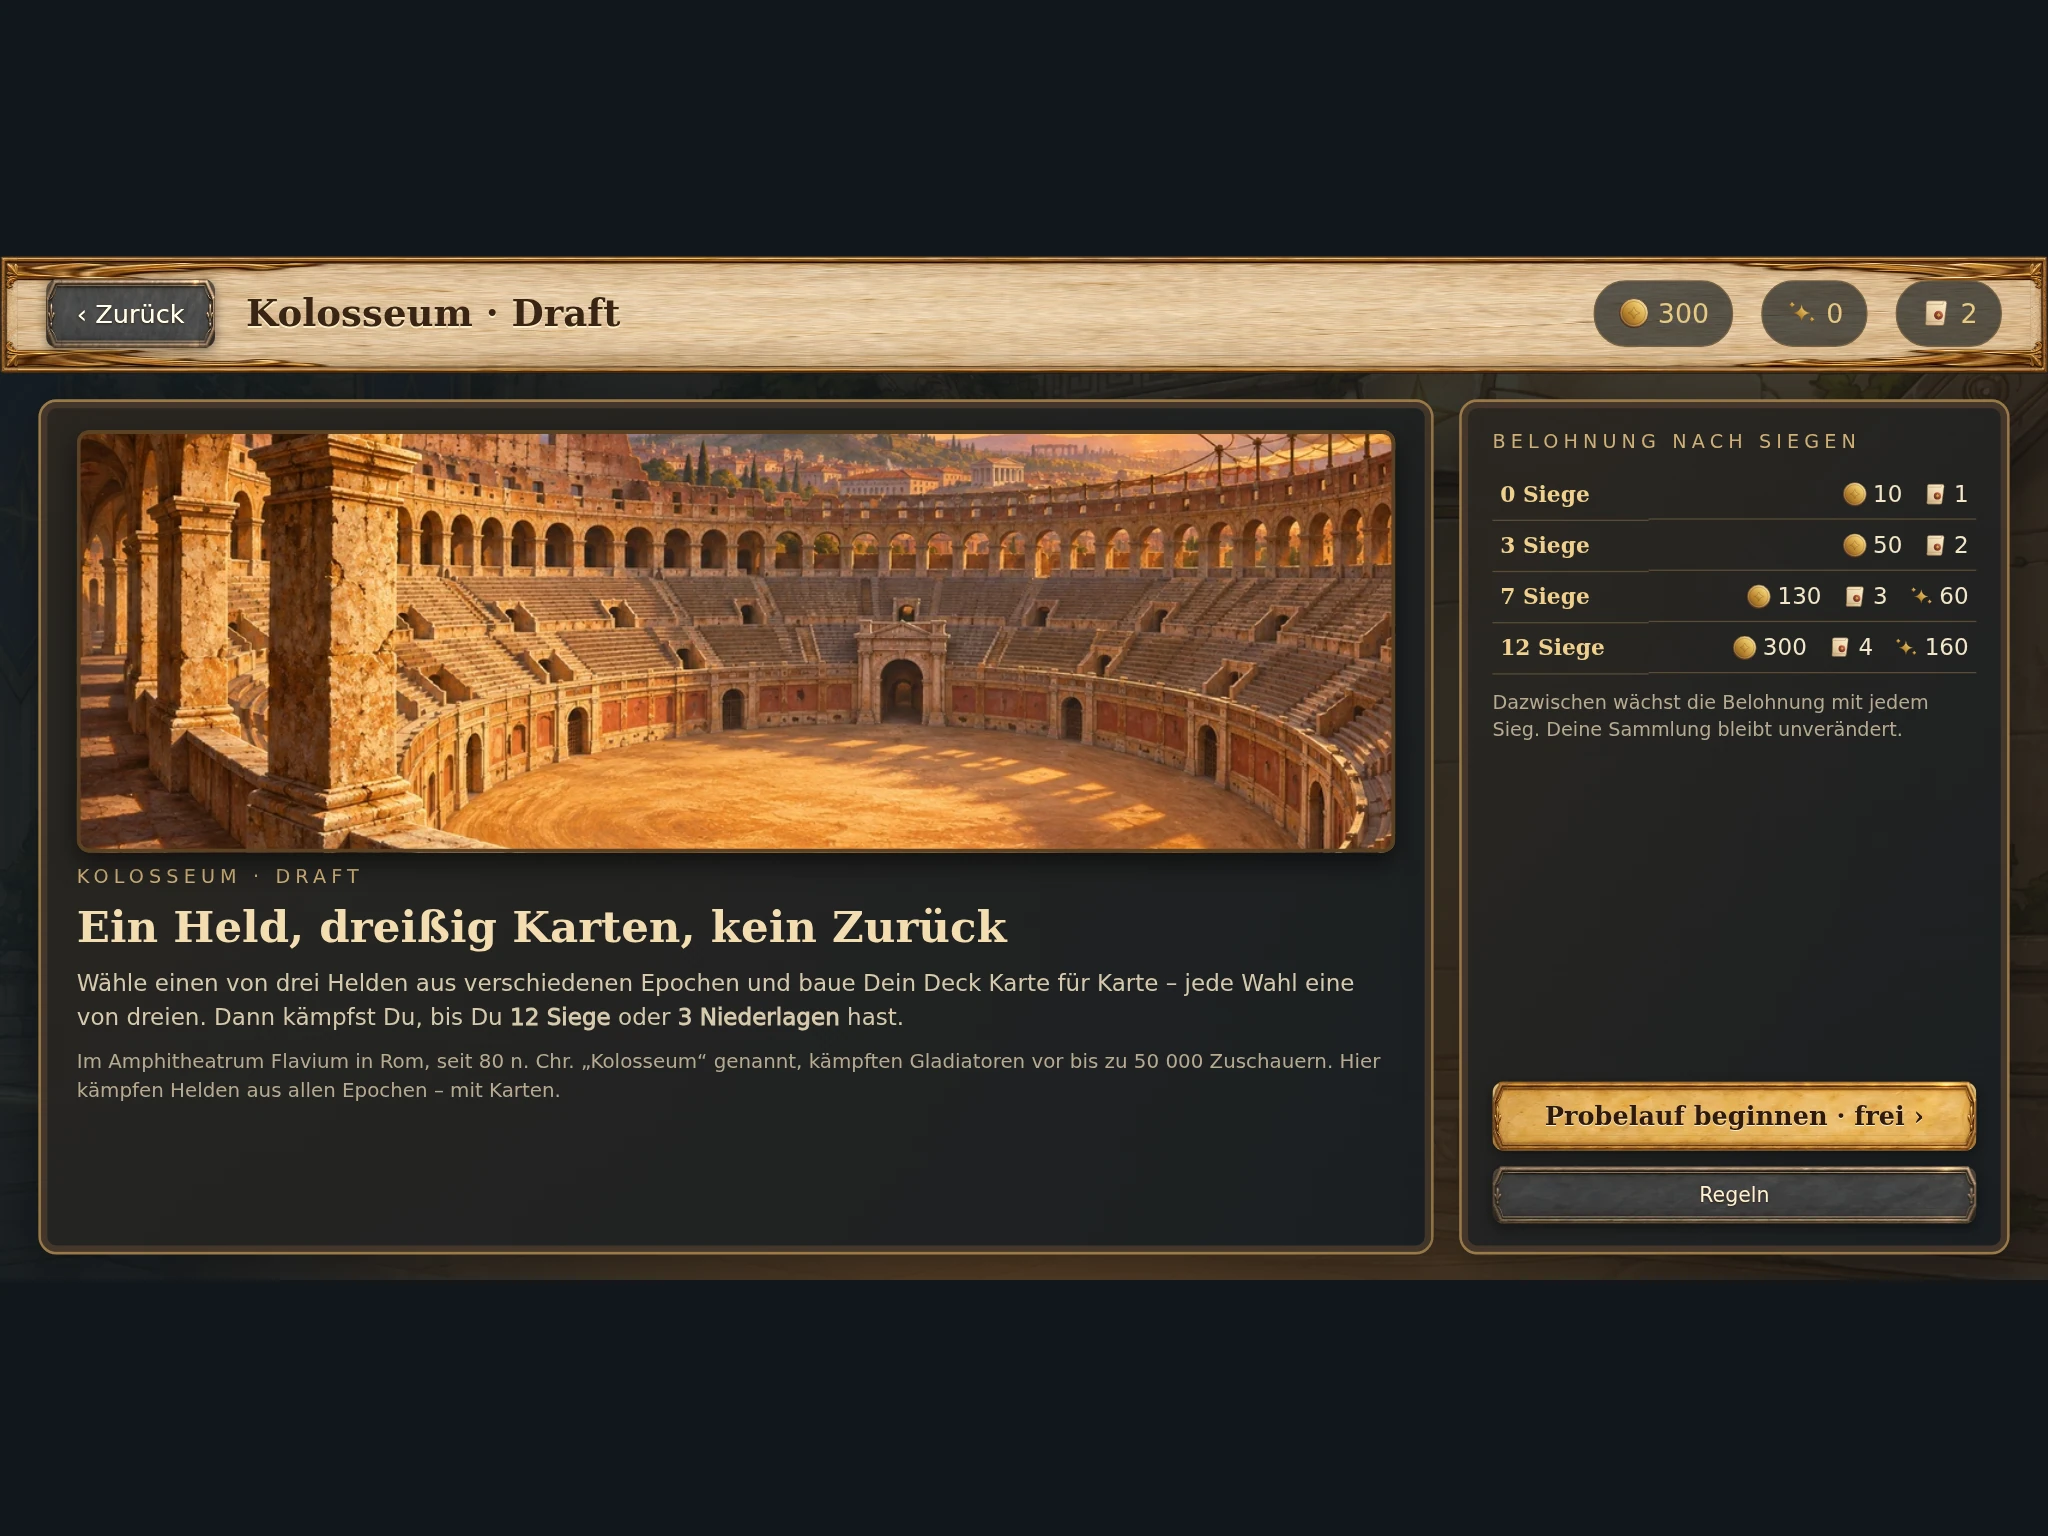 ‹ Zurück
Kolosseum · Draft
300
0
2
KOLOSSEUM · DRAFT
Ein Held, dreißig Karten, kein Zurück
Wähle einen von drei Helden aus verschiedenen Epochen und baue Dein Deck Karte für Karte – jede Wahl eine
von dreien. Dann kämpfst Du, bis Du 12 Siege oder 3 Niederlagen hast.
Im Amphitheatrum Flavium in Rom, seit 80 n. Chr. „Kolosseum“ genannt, kämpften Gladiatoren vor bis zu 50 000 Zuschauern. Hier
kämpfen Helden aus allen Epochen – mit Karten.
BELOHNUNG NACH SIEGEN
0 Siege 10 1
3 Siege 50 2
7 Siege 130 3 60
12 Siege 300 4 160
Dazwischen wächst die Belohnung mit jedem
Sieg. Deine Sammlung bleibt unverändert.
Probelauf beginnen · frei ›
Regeln